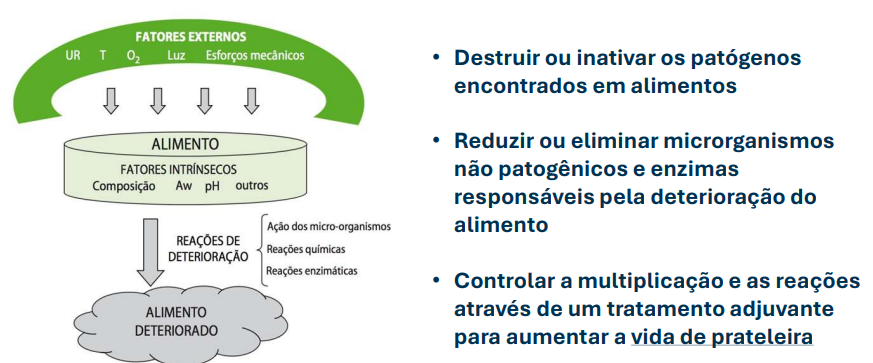 FATORES EXTERNOS
UR T O₂ Luz Esforços mecânicos
ALIMENTO
FATORES INTRÍNSECOS
Composição Aw pH outros
REAÇÕES DE
DETERIORAÇÃO
Ação dos micro-organismos
Reações químicas
Reações enzimáticas
ALIMENTO
DETERIORADO
• Destruir ou inativar os patógenos
encontrados em alimentos
• Reduzir ou eliminar microrganismos
não patogênicos e enzimas
responsáveis pela deterioração do
alimento
• Controlar a multiplicação e as reações
através de um tratamento adjuvante
para aumentar a vida de prateleira